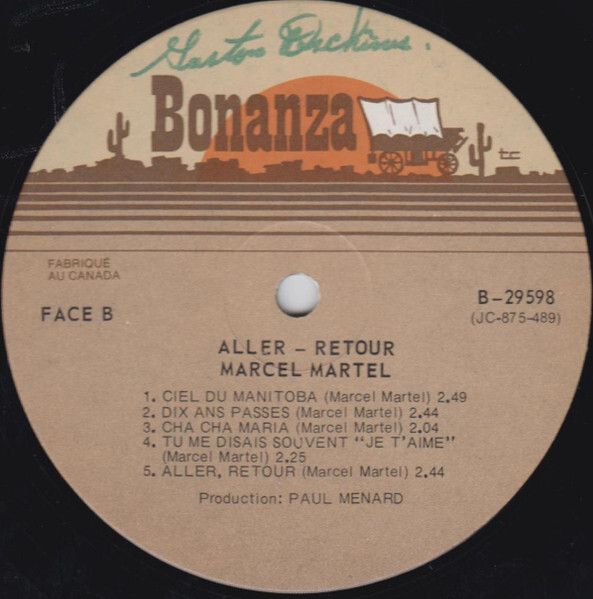 Gaston
Bonanza
tc
FABRIQUÉ
AU CANADA
FACE B
B-29598
(JC-875-489)
ALLER - RETOUR
MARCEL MARTEL
1. CIEL DU MANITOBA (Marcel Martel) 2.49
2. DIX ANS PASSES (Marcel Martel) 2.44
3. CHA CHA MARIA (Marcel Martel) 2.04
4. TU ME DISAIS SOUVENT "JE T'AIME"
(Marcel Martel) 2.25
5. ALLER, RETOUR (Marcel Martel) 2.44
Production: PAUL MENARD